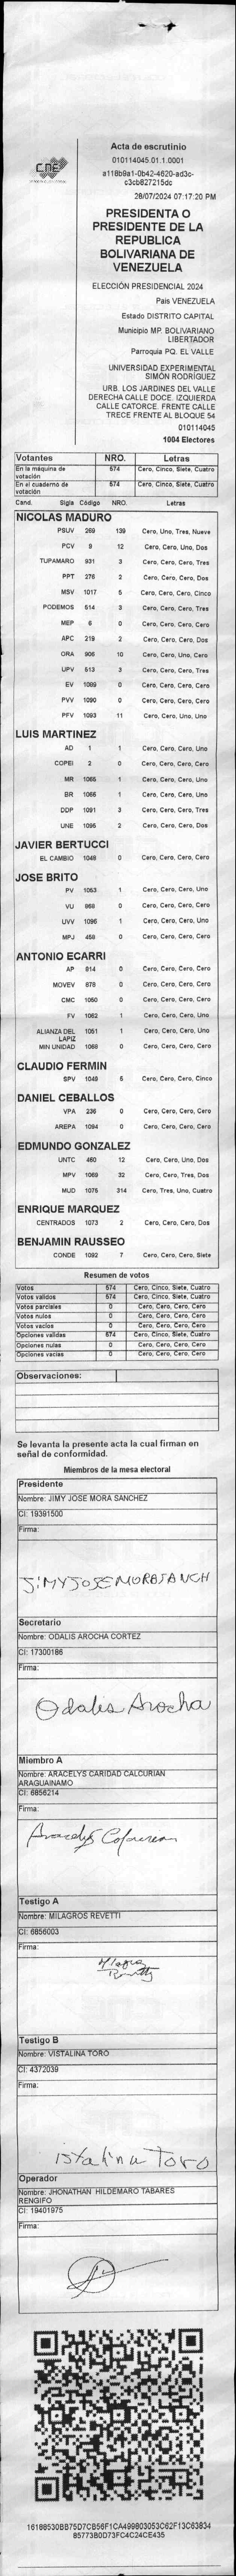 Acta de escrutinio
010114045.01.1.0001
a118b9a1-0b42-4620-ad3c-
c3cb827215dc
28/07/2024 07:17:20 PM
CNE
PRESIDENTA O
PRESIDENTE DE LA
REPUBLICA
BOLIVARIANA DE
VENEZUELA
ELECCIÓN PRESIDENCIAL 2024
Pais VENEZUELA
Estado DISTRITO CAPITAL
Municipio MP. BOLIVARIANO
LIBERTADOR
Parroquia PQ. EL VALLE
UNIVERSIDAD EXPERIMENTAL
SIMÓN RODRÍGUEZ
URB. LOS JARDINES DEL VALLE
DERECHA CALLE DOCE. IZQUIERDA
CALLE CATORCE. FRENTE CALLE
TRECE FRENTE AL BLOQUE 54
010114045
1004 Electores
Votantes NRO. Letras
En la máquina de votación 574 Cero, Cinco, Siete, Cuatro
En el cuaderno de votación 574 Cero, Cinco, Siete, Cuatro
Cand. Sigla Código NRO. Letras
NICOLAS MADURO
PSUV 269 139 Cero, Uno, Tres, Nueve
PCV 9 12 Cero, Cero, Uno, Dos
TUPAMARO 931 3 Cero, Cero, Cero, Tres
PPT 276 2 Cero, Cero, Cero, Dos
MSV 1017 5 Cero, Cero, Cero, Cinco
PODEMOS 514 3 Cero, Cero, Cero, Tres
MEP 6 0 Cero, Cero, Cero, Cero
APC 219 2 Cero, Cero, Cero, Dos
ORA 906 10 Cero, Cero, Uno, Cero
UPV 513 3 Cero, Cero, Cero, Tres
EV 1089 0 Cero, Cero, Cero, Cero
PVV 1090 0 Cero, Cero, Cero, Cero
PFV 1093 11 Cero, Cero, Uno, Uno
LUIS MARTINEZ
AD 1 1 Cero, Cero, Cero, Uno
COPEI 2 0 Cero, Cero, Cero, Cero
MR 1065 1 Cero, Cero, Cero, Uno
BR 1066 1 Cero, Cero, Cero, Uno
DDP 1091 3 Cero, Cero, Cero, Tres
UNE 1095 2 Cero, Cero, Cero, Dos
JAVIER BERTUCCI
EL CAMBIO 1048 0 Cero, Cero, Cero, Cero
JOSE BRITO
PV 1053 1 Cero, Cero, Cero, Uno
VU 868 0 Cero, Cero, Cero, Cero
UVV 1096 1 Cero, Cero, Cero, Uno
MPJ 458 0 Cero, Cero, Cero, Cero
ANTONIO ECARRI
AP 914 0 Cero, Cero, Cero, Cero
MOVEV 878 0 Cero, Cero, Cero, Cero
CMC 1050 0 Cero, Cero, Cero, Cero
FV 1062 1 Cero, Cero, Cero, Uno
ALIANZA DEL LAPIZ 1051 1 Cero, Cero, Cero, Uno
MIN UNIDAD 1068 0 Cero, Cero, Cero, Cero
CLAUDIO FERMIN
SPV 1049 5 Cero, Cero, Cero, Cinco
DANIEL CEBALLOS
VPA 236 0 Cero, Cero, Cero, Cero
AREPA 1094 0 Cero, Cero, Cero, Cero
EDMUNDO GONZALEZ
UNTC 460 12 Cero, Cero, Uno, Dos
MPV 1069 32 Cero, Cero, Tres, Dos
MUD 1075 314 Cero, Tres, Uno, Cuatro
ENRIQUE MARQUEZ
CENTRADOS 1073 2 Cero, Cero, Cero, Dos
BENJAMIN RAUSSEO
CONDE 1092 7 Cero, Cero, Cero, Siete
Resumen de votos
Votos 574 Cero, Cinco, Siete, Cuatro
Votos validos 574 Cero, Cinco, Siete, Cuatro
Votos parciales 0 Cero, Cero, Cero, Cero
Votos nulos 0 Cero, Cero, Cero, Cero
Votos vacios 0 Cero, Cero, Cero, Cero
Opciones validas 574 Cero, Cinco, Siete, Cuatro
Opciones nulas 0 Cero, Cero, Cero, Cero
Opciones vacias 0 Cero, Cero, Cero, Cero
Observaciones:
Se levanta la presente acta la cual firman en
señal de conformidad.
Miembros de la mesa electoral
Presidente
Nombre: JIMY JOSE MORA SANCHEZ
CI: 19391500
Firma:
JIMYJOSEMORASANCH
Secretario
Nombre: ODALIS AROCHA CORTEZ
CI: 17300186
Firma:
Odalis Arocha
Miembro A
Nombre: ARACELYS CARIDAD CALCURIAN
ARAGUAINAMO
CI: 6856214
Firma:
Aracelys Calcurian
Testigo A
Nombre: MILAGROS REVETTI
CI: 6856003
Firma:
Testigo B
Nombre: VISTALINA TORO
CI: 4372039
Firma:
istalina Toro
Operador
Nombre: JHONATHAN HILDEMARO TABARES
RENGIFO
CI: 19401975
Firma:
16188530BB75D7CB56F1CA499803053C62F13C63834
85773B0D73FC4C24CE435